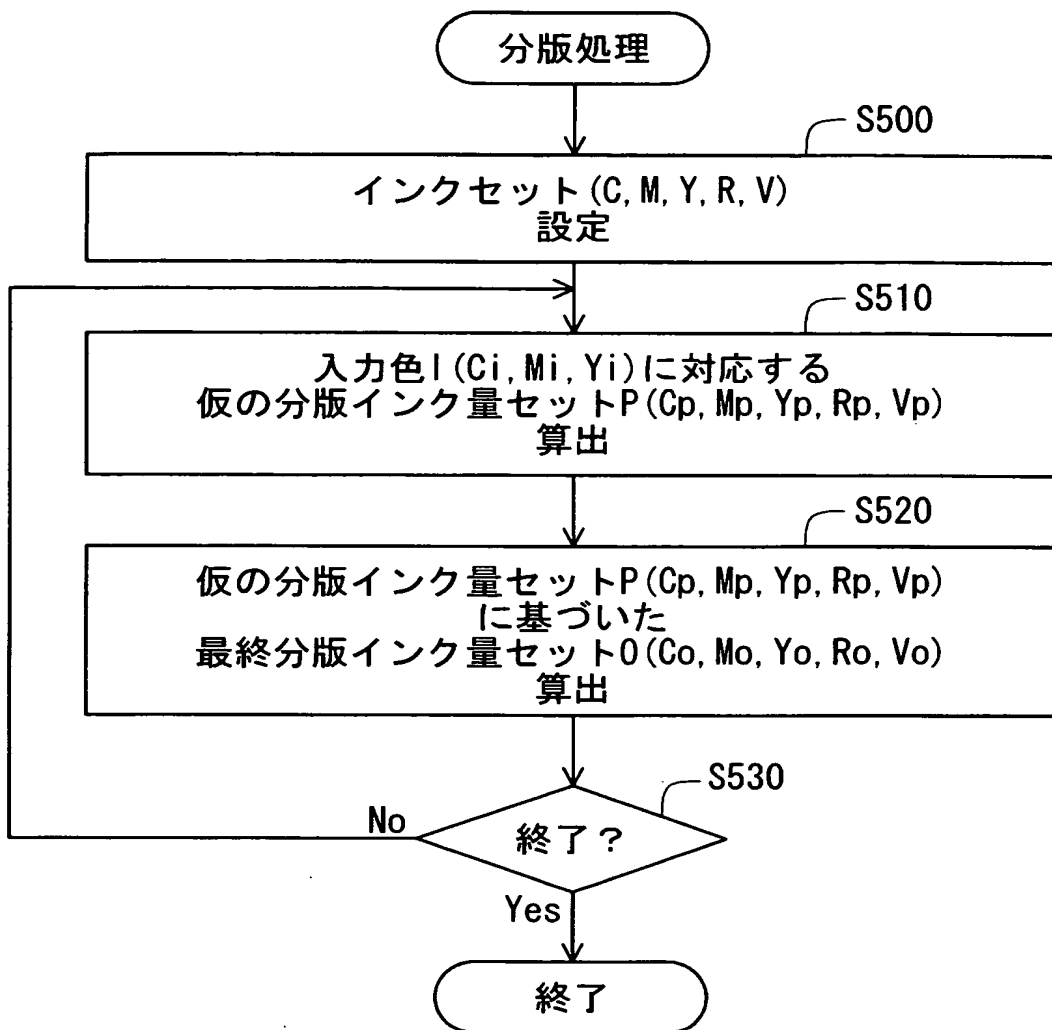 分版処理
S500
インクセット(C, M, Y, R, V)
設定
S510
入力色I(Ci, Mi, Yi)に対応する
仮の分版インク量セットP(Cp, Mp, Yp, Rp, Vp)
算出
S520
仮の分版インク量セットP(Cp, Mp, Yp, Rp, Vp)
に基づいた
最終分版インク量セットO(Co, Mo, Yo, Ro, Vo)
算出
S530
No
終了?
Yes
終了